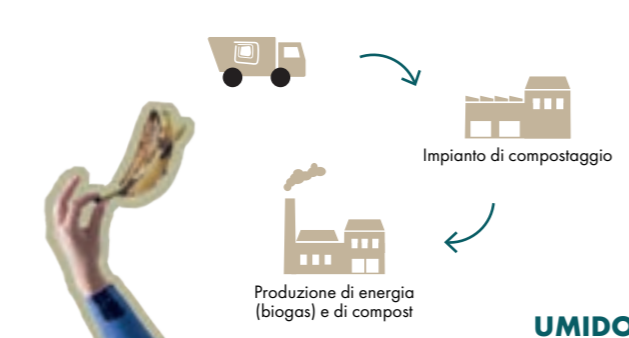 Impianto di compostaggio
Produzione di energia
(biogas) e di compost
UMIDO